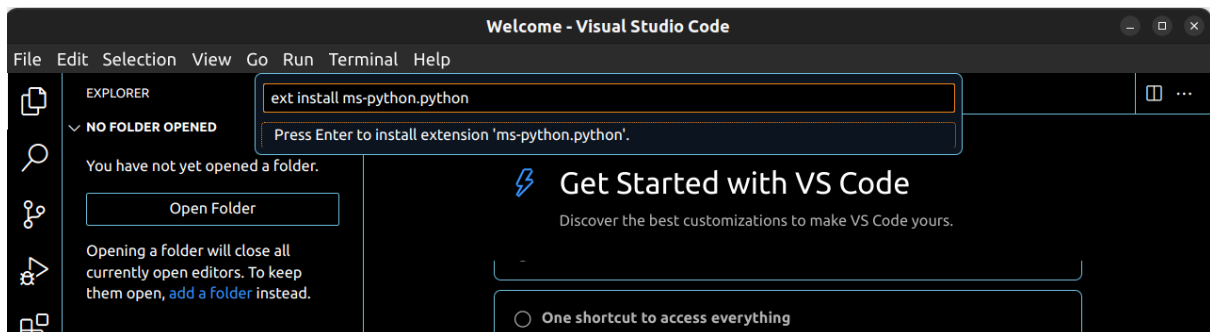 Welcome - Visual Studio Code
File Edit Selection View Go Run Terminal Help
EXPLORER
NO FOLDER OPENED
You have not yet opened a folder.
Open Folder
Opening a folder will close all
currently open editors. To keep
them open, add a folder instead.
ext install ms-python.python
Press Enter to install extension 'ms-python.python'.
Get Started with VS Code
Discover the best customizations to make VS Code yours.
One shortcut to access everything